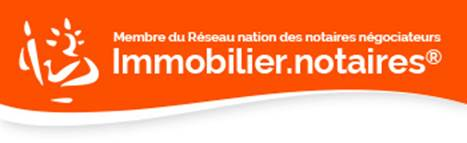 Membre du Réseau nation des notaires négociateurs
Immobilier.notaires®